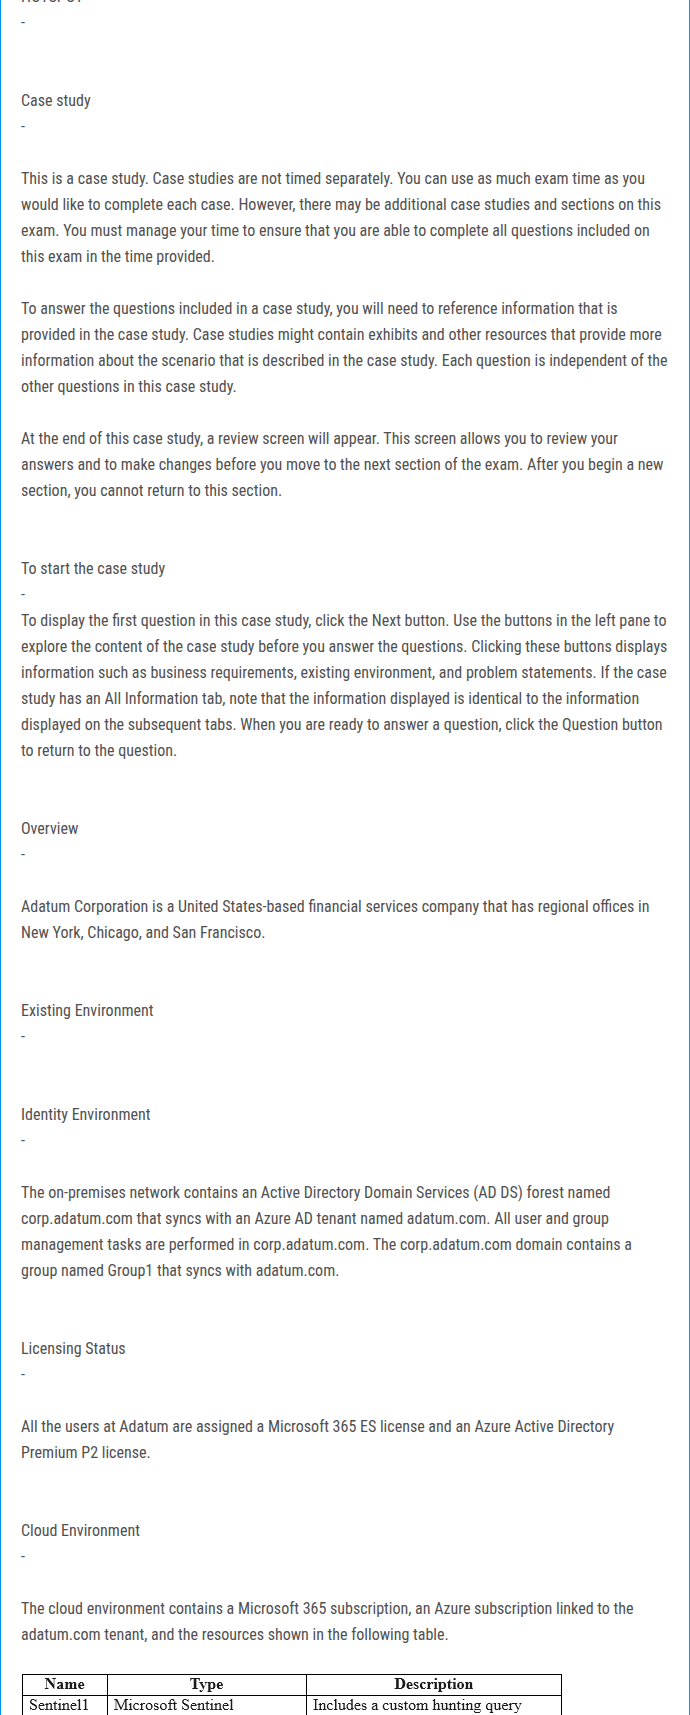 -
Case study
-
This is a case study. Case studies are not timed separately. You can use as much exam time as you
would like to complete each case. However, there may be additional case studies and sections on this
exam. You must manage your time to ensure that you are able to complete all questions included on
this exam in the time provided.
To answer the questions included in a case study, you will need to reference information that is
provided in the case study. Case studies might contain exhibits and other resources that provide more
information about the scenario that is described in the case study. Each question is independent of the
other questions in this case study.
At the end of this case study, a review screen will appear. This screen allows you to review your
answers and to make changes before you move to the next section of the exam. After you begin a new
section, you cannot return to this section.
To start the case study
-
To display the first question in this case study, click the Next button. Use the buttons in the left pane to
explore the content of the case study before you answer the questions. Clicking these buttons displays
information such as business requirements, existing environment, and problem statements. If the case
study has an All Information tab, note that the information displayed is identical to the information
displayed on the subsequent tabs. When you are ready to answer a question, click the Question button
to return to the question.
Overview
-
Adatum Corporation is a United States-based financial services company that has regional offices in
New York, Chicago, and San Francisco.
Existing Environment
-
Identity Environment
-
The on-premises network contains an Active Directory Domain Services (AD DS) forest named
corp.adatum.com that syncs with an Azure AD tenant named adatum.com. All user and group
management tasks are performed in corp.adatum.com. The corp.adatum.com domain contains a
group named Group1 that syncs with adatum.com.
Licensing Status
-
All the users at Adatum are assigned a Microsoft 365 ES license and an Azure Active Directory
Premium P2 license.
Cloud Environment
-
The cloud environment contains a Microsoft 365 subscription, an Azure subscription linked to the
adatum.com tenant, and the resources shown in the following table.
Name Type Description
Sentinel1 Microsoft Sentinel Includes a custom hunting query